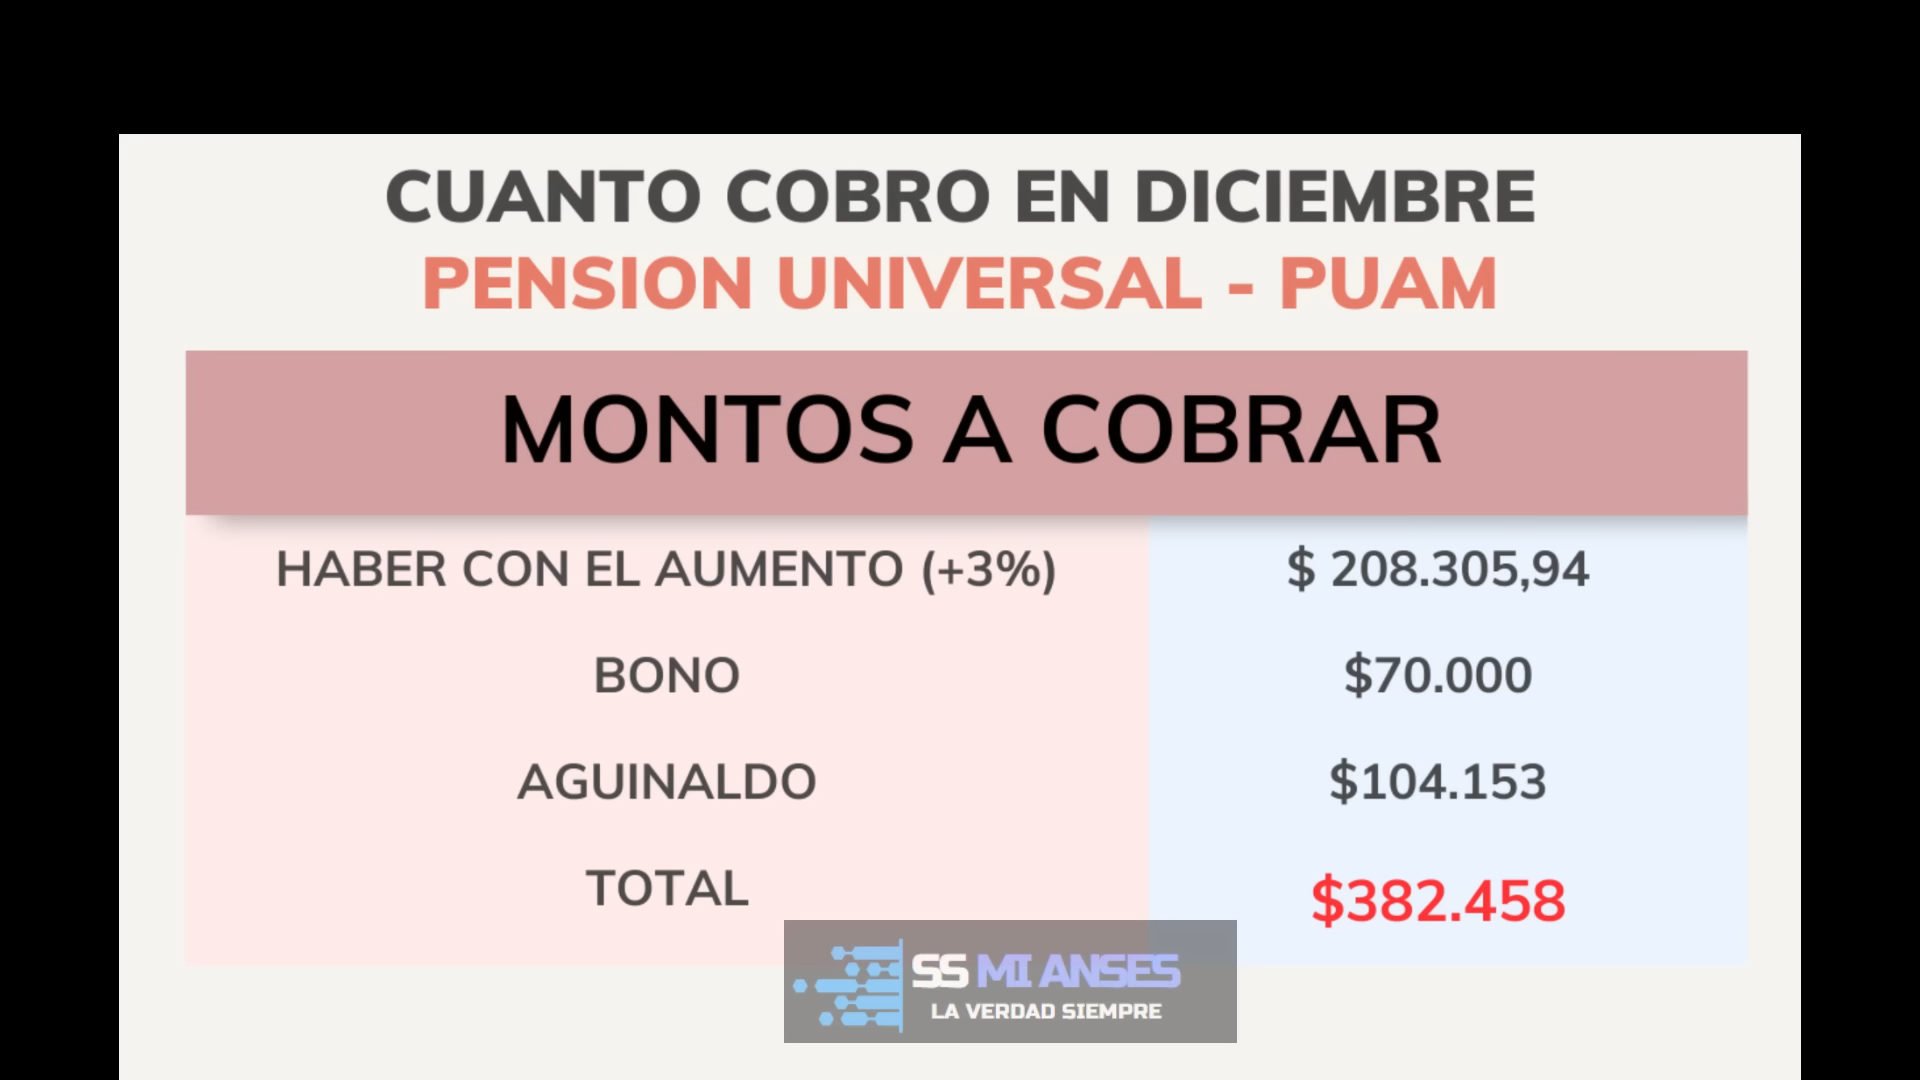 CUANTO COBRO EN DICIEMBRE
PENSION UNIVERSAL - PUAM
MONTOS A COBRAR
HABER CON EL AUMENTO (+3%) $ 208.305,94
BONO $70.000
AGUINALDO $104.153
TOTAL $382.458
SS MI ANSES
LA VERDAD SIEMPRE